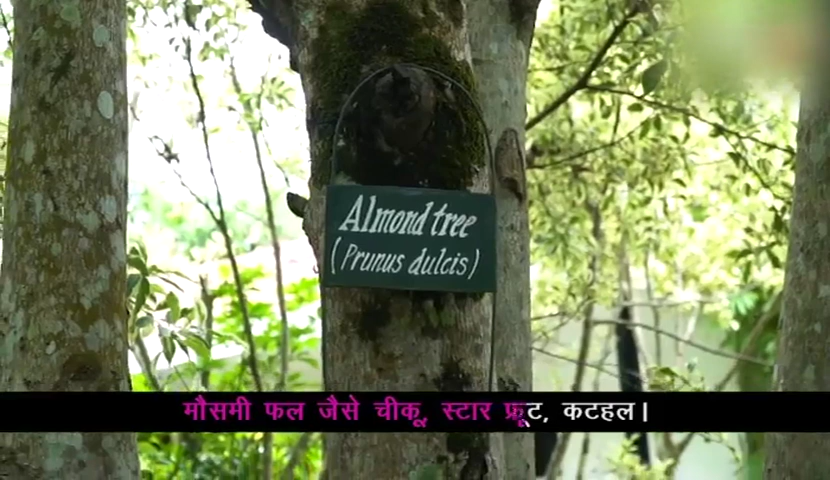 Almond tree
(Prunus dulcis)
मौसमी फल जैसे चीकू, स्टार फ्रूट, कटहल।